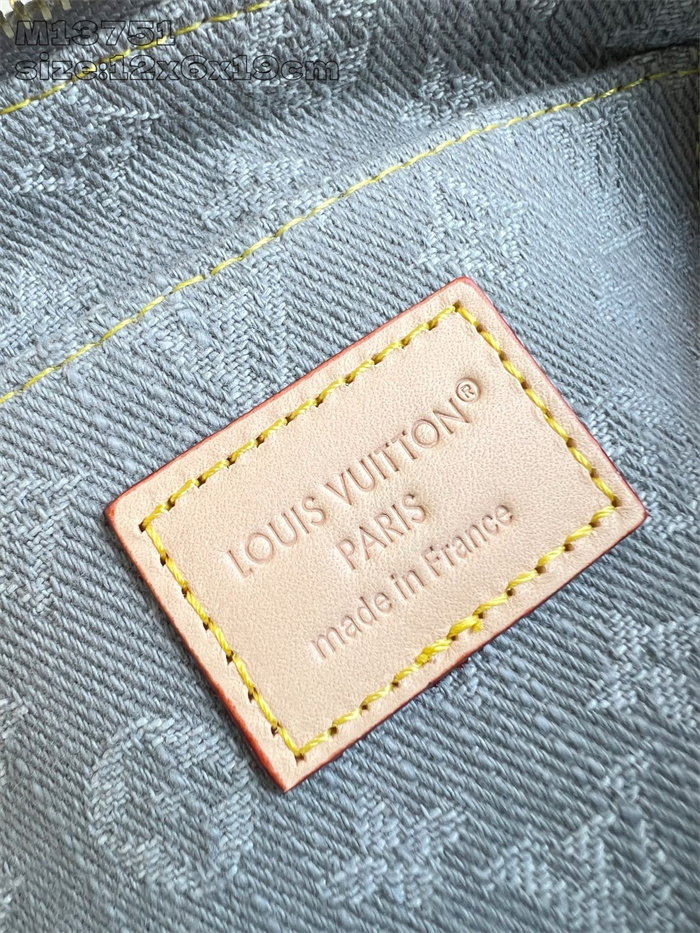 M13751
size:12x6x19cm
LOUIS VUITTON®
PARIS
made in France